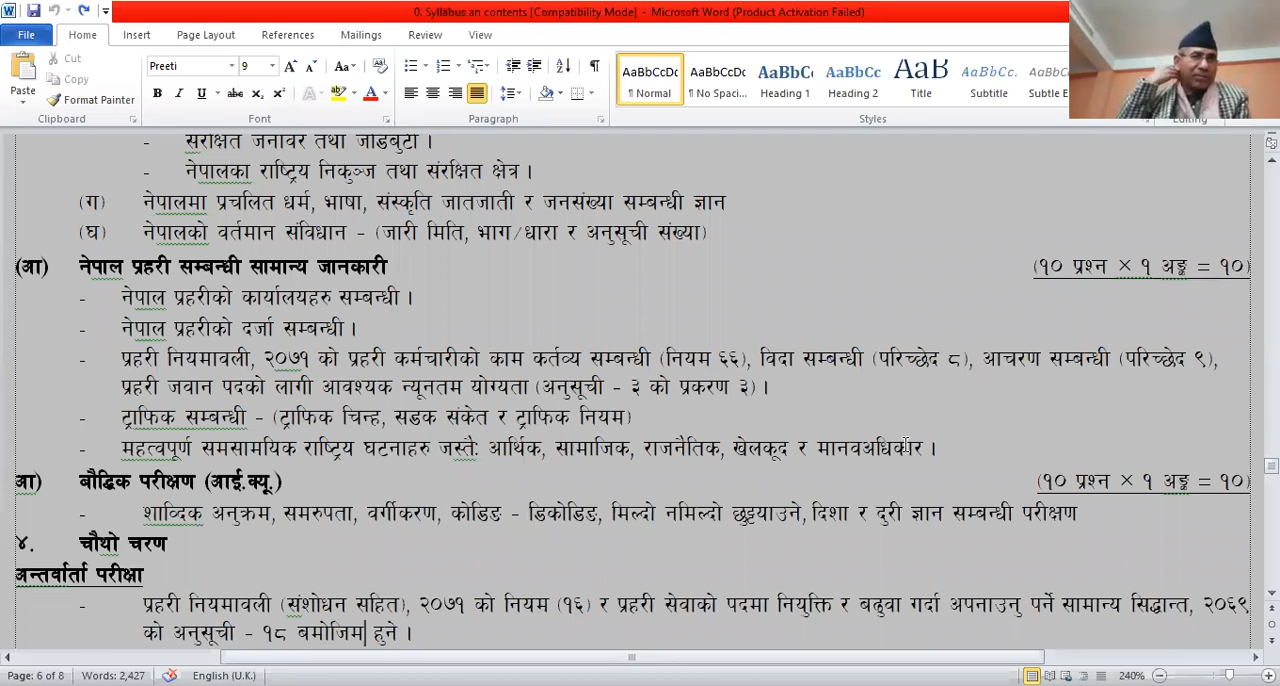 0. Syllabus an contents [Compatibility Mode] - Microsoft Word (Product Activation Failed)
File Home Insert Page Layout References Mailings Review View
Cut
Copy
Format Painter
Paste
Preeti 9
AaBbCcDc AaBbCcDc AaBbC AaBbCc AaB AaBbCcDc AaBbCcDc
¶ Normal ¶ No Spaci... Heading 1 Heading 2 Title Subtitle Subtle E
Clipboard Font Paragraph Styles Editing
- संरक्षित जनावर तथा जडिबुटी ।
- नेपालका राष्ट्रिय निकुञ्ज तथा संरक्षित क्षेत्र ।
(ग) नेपालमा प्रचलित धर्म, भाषा, संस्कृति जातजाती र जनसंख्या सम्बन्धी ज्ञान
(घ) नेपालको वर्तमान संविधान - (जारी मिति, भाग/धारा र अनुसूची संख्या)
(आ) नेपाल प्रहरी सम्बन्धी सामान्य जानकारी (१० प्रश्न × १ अङ्क = १०)
- नेपाल प्रहरीको कार्यालयहरु सम्बन्धी ।
- नेपाल प्रहरीको दर्जा सम्बन्धी ।
- प्रहरी नियमावली, २०७१ को प्रहरी कर्मचारीको काम कर्तव्य सम्बन्धी (नियम ६६), विदा सम्बन्धी (परिच्छेद ८), आचरण सम्बन्धी (परिच्छेद ९),
प्रहरी जवान पदको लागी आवश्यक न्यूनतम योग्यता (अनुसूची - ३ को प्रकरण ३) ।
- ट्राफिक सम्बन्धी - (ट्राफिक चिन्ह, सडक संकेत र ट्राफिक नियम)
- महत्वपूर्ण समसामयिक राष्ट्रिय घटनाहरु जस्तै: आर्थिक, सामाजिक, राजनैतिक, खेलकूद र मानवअधिकार ।
आ) बौद्धिक परीक्षण (आई.क्यू.) (१० प्रश्न × १ अङ्क = १०)
- शाव्दिक अनुक्रम, समरुपता, वर्गीकरण, कोडिङ - डिकोडिङ, मिल्दो नमिल्दो छुट्टयाउने, दिशा र दुरी ज्ञान सम्बन्धी परीक्षण
४. चौथो चरण
अन्तर्वार्ता परीक्षा
- प्रहरी नियमावली (संशोधन सहित), २०७१ को नियम (१६) र प्रहरी सेवाको पदमा नियुक्ति र बढुवा गर्दा अपनाउनु पर्ने सामान्य सिद्धान्त, २०६९
को अनुसूची - १८ बमोजिम हुने ।
Page: 6 of 8 Words: 2,427 English (U.K.) 240%